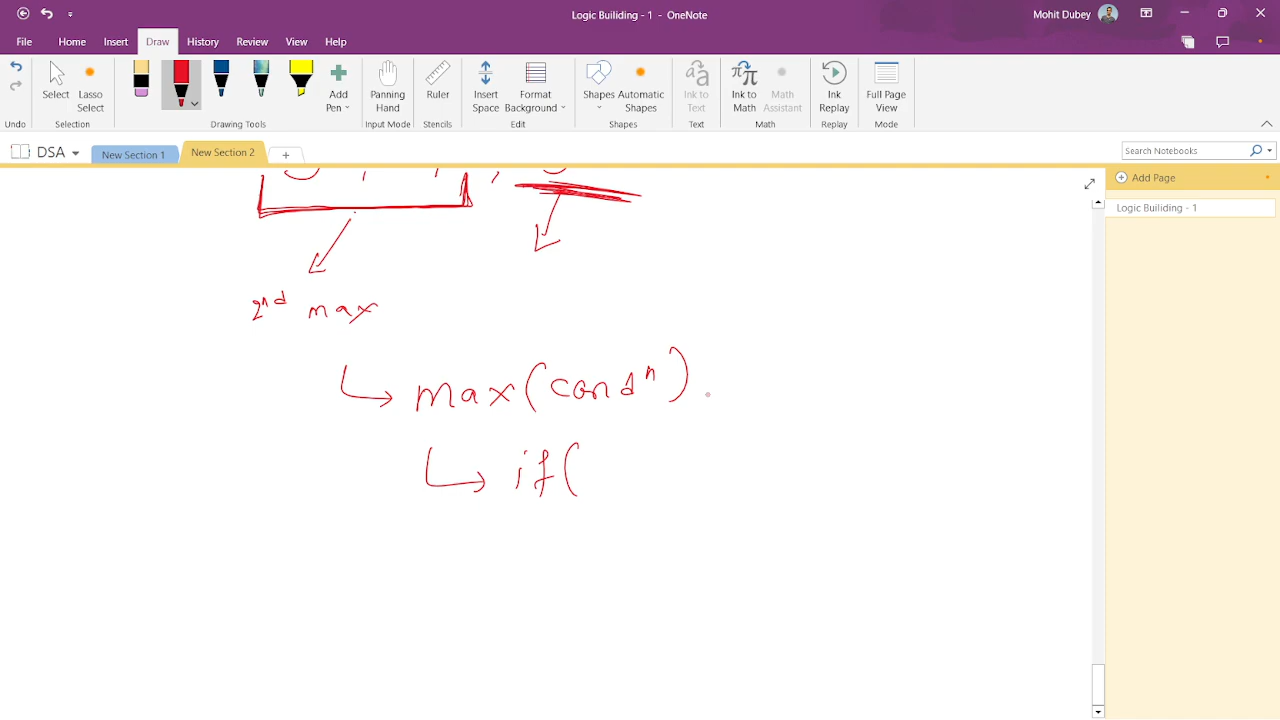 Logic Builiding - 1 - OneNote
Mohit Dubey
File Home Insert Draw History Review View Help
Undo
Select
Lasso Select
Add Pen
Panning Hand
Ruler
Insert Space
Format Background
Shapes
Automatic Shapes
Ink to Text
Ink to Math
Math Assistant
Ink Replay
Full Page View
Undo Selection Drawing Tools Input Mode Stencils Edit Shapes Text Math Replay Mode
DSA New Section 1 New Section 2
Search Notebooks
Add Page
Logic Builiding - 1
2nd max
max(condn)
if(